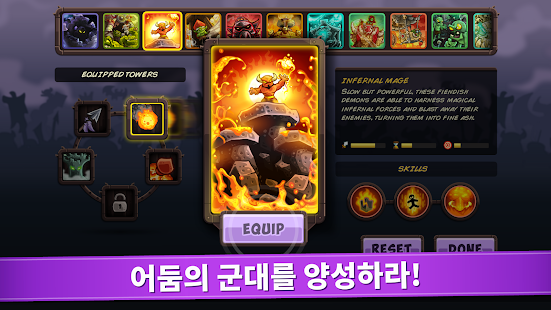 EQUIPPED TOWERS
INFERNAL MAGE
SLOW BUT POWERFUL, THESE FIENDISH
DEMONS ARE ABLE TO HARNESS MAGICAL
INFERNAL FORCES AND BLAST AWAY THEIR
ENEMIES, TURNING THEM INTO FINE ASH.
SKILLS
EQUIP
RESET
DONE
어둠의 군대를 양성하라!